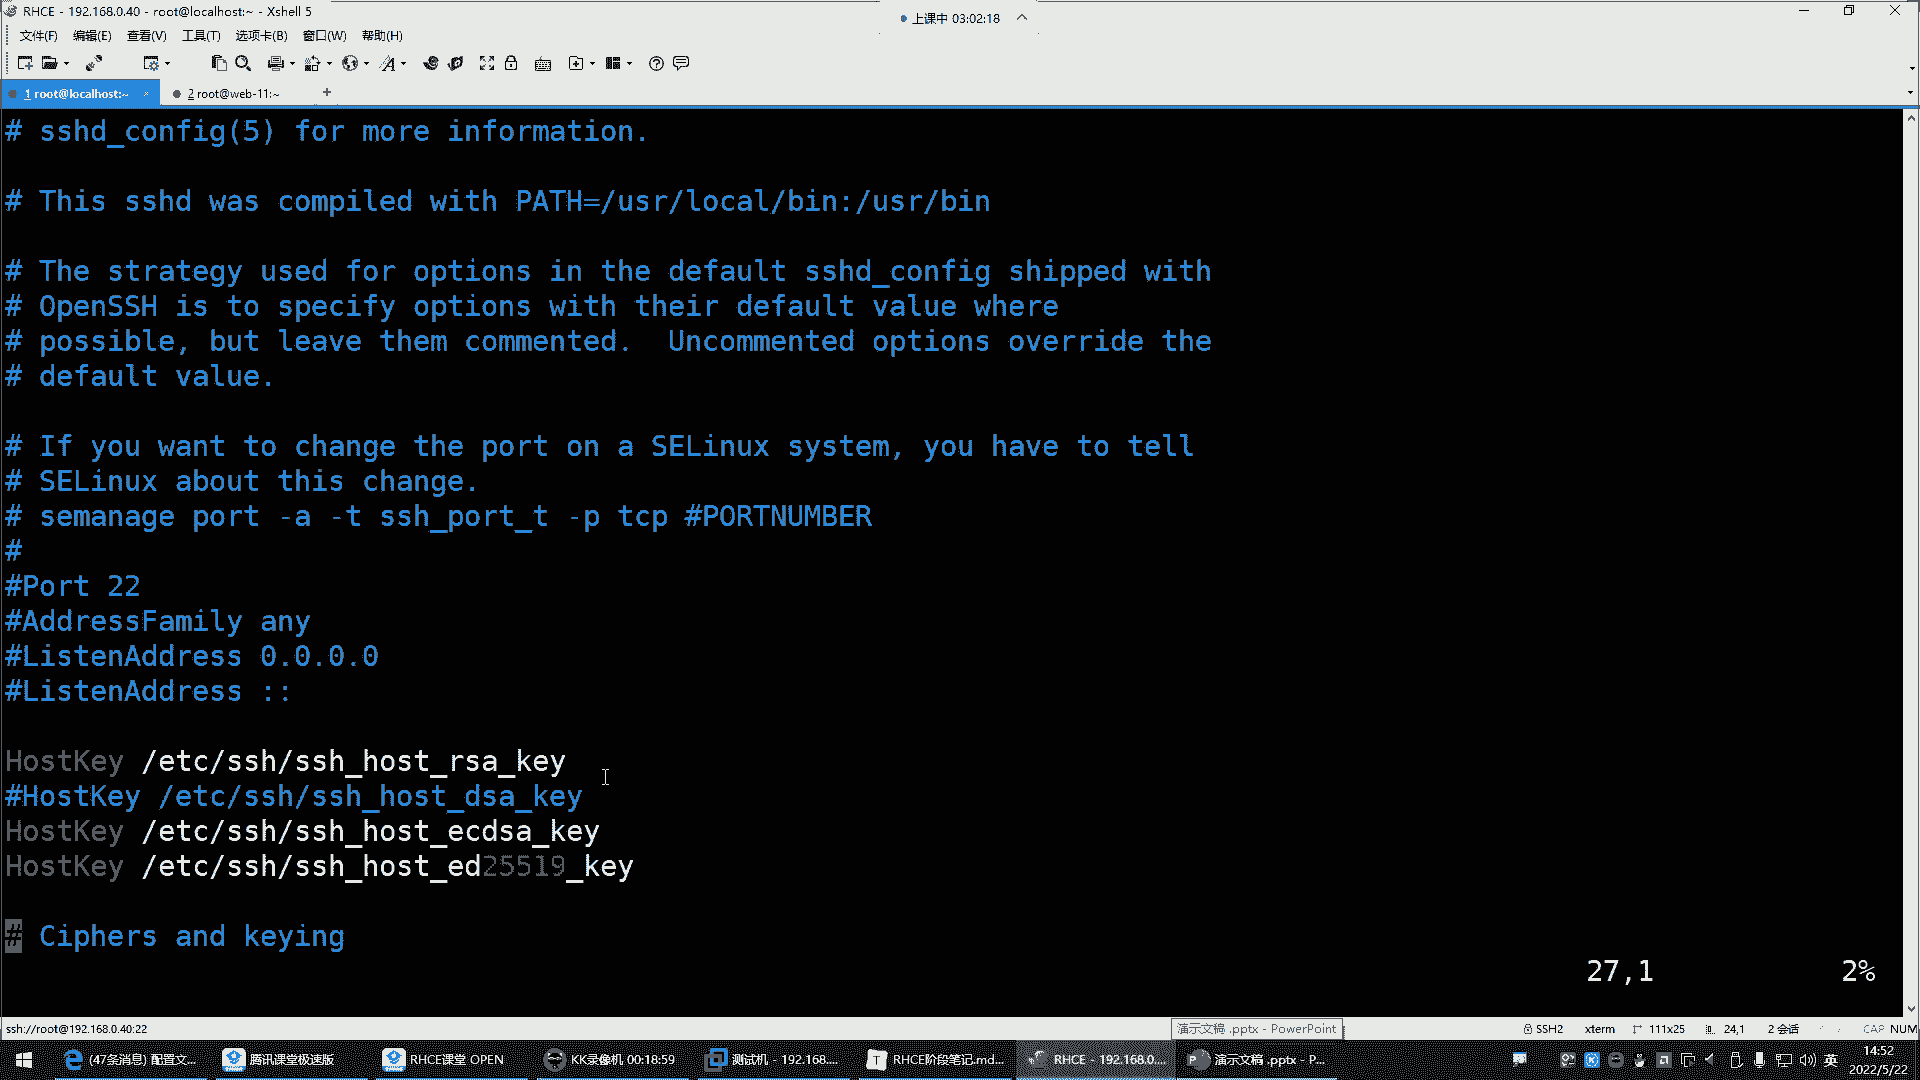 RHCE - 192.168.0.40 - root@localhost:~ - Xshell 5
上课中 03:02:18
文件(F) 编辑(E) 查看(V) 工具(T) 选项卡(B) 窗口(W) 帮助(H)
1 root@localhost:~ 2 root@web-11:~
# sshd_config(5) for more information.
# This sshd was compiled with PATH=/usr/local/bin:/usr/bin
# The strategy used for options in the default sshd_config shipped with
# OpenSSH is to specify options with their default value where
# possible, but leave them commented.  Uncommented options override the
# default value.
# If you want to change the port on a SELinux system, you have to tell
# SELinux about this change.
# semanage port -a -t ssh_port_t -p tcp #PORTNUMBER
#
#Port 22
#AddressFamily any
#ListenAddress 0.0.0.0
#ListenAddress ::
HostKey /etc/ssh/ssh_host_rsa_key
#HostKey /etc/ssh/ssh_host_dsa_key
HostKey /etc/ssh/ssh_host_ecdsa_key
HostKey /etc/ssh/ssh_host_ed25519_key
# Ciphers and keying
27,1 2%
ssh://root@192.168.0.40:22
演示文稿 .pptx - PowerPoint
SSH2 xterm 111x25 24,1 2 会话 CAP NUM
(47条消息) 配置文... 腾讯课堂极速版 RHCE课堂 OPEN KK录像机 00:18:59 测试机 - 192.168.... RHCE阶段笔记.md... RHCE - 192.168.0.... 演示文稿 .pptx - P... 英 14:52
2022/5/22